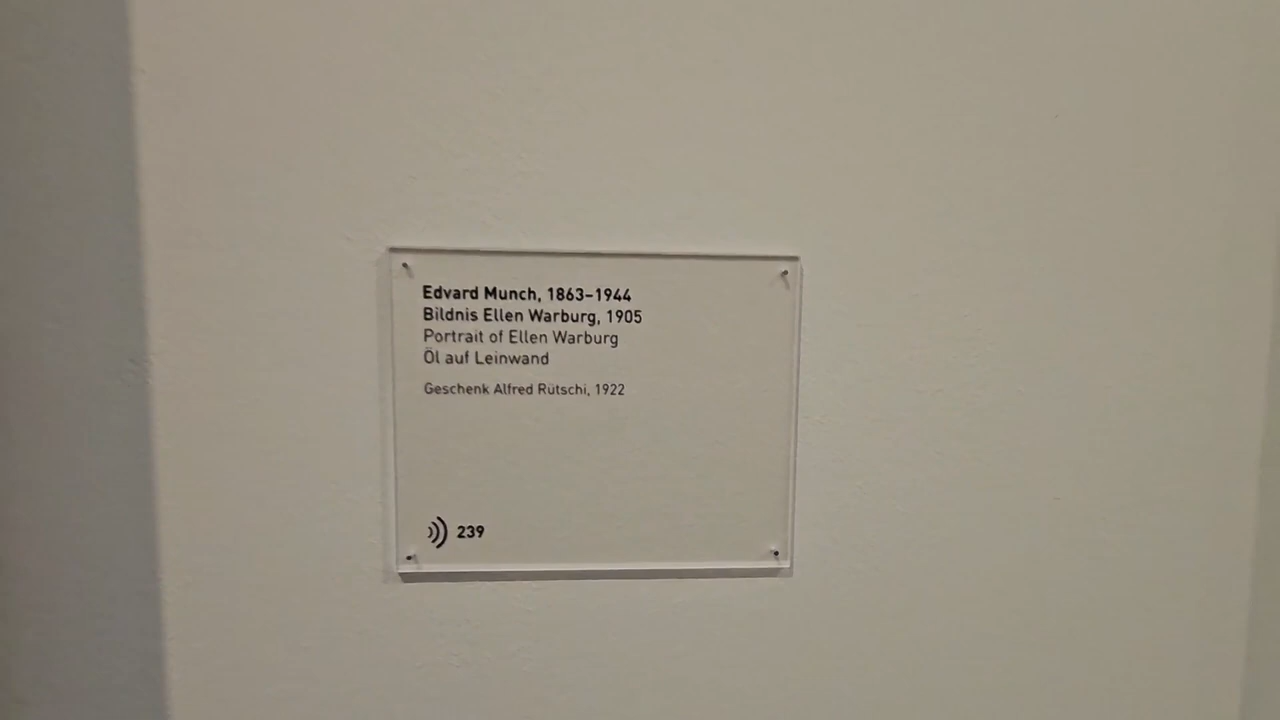 Edvard Munch, 1863–1944
Bildnis Ellen Warburg, 1905
Portrait of Ellen Warburg
Öl auf Leinwand
Geschenk Alfred Rütschi, 1922
239